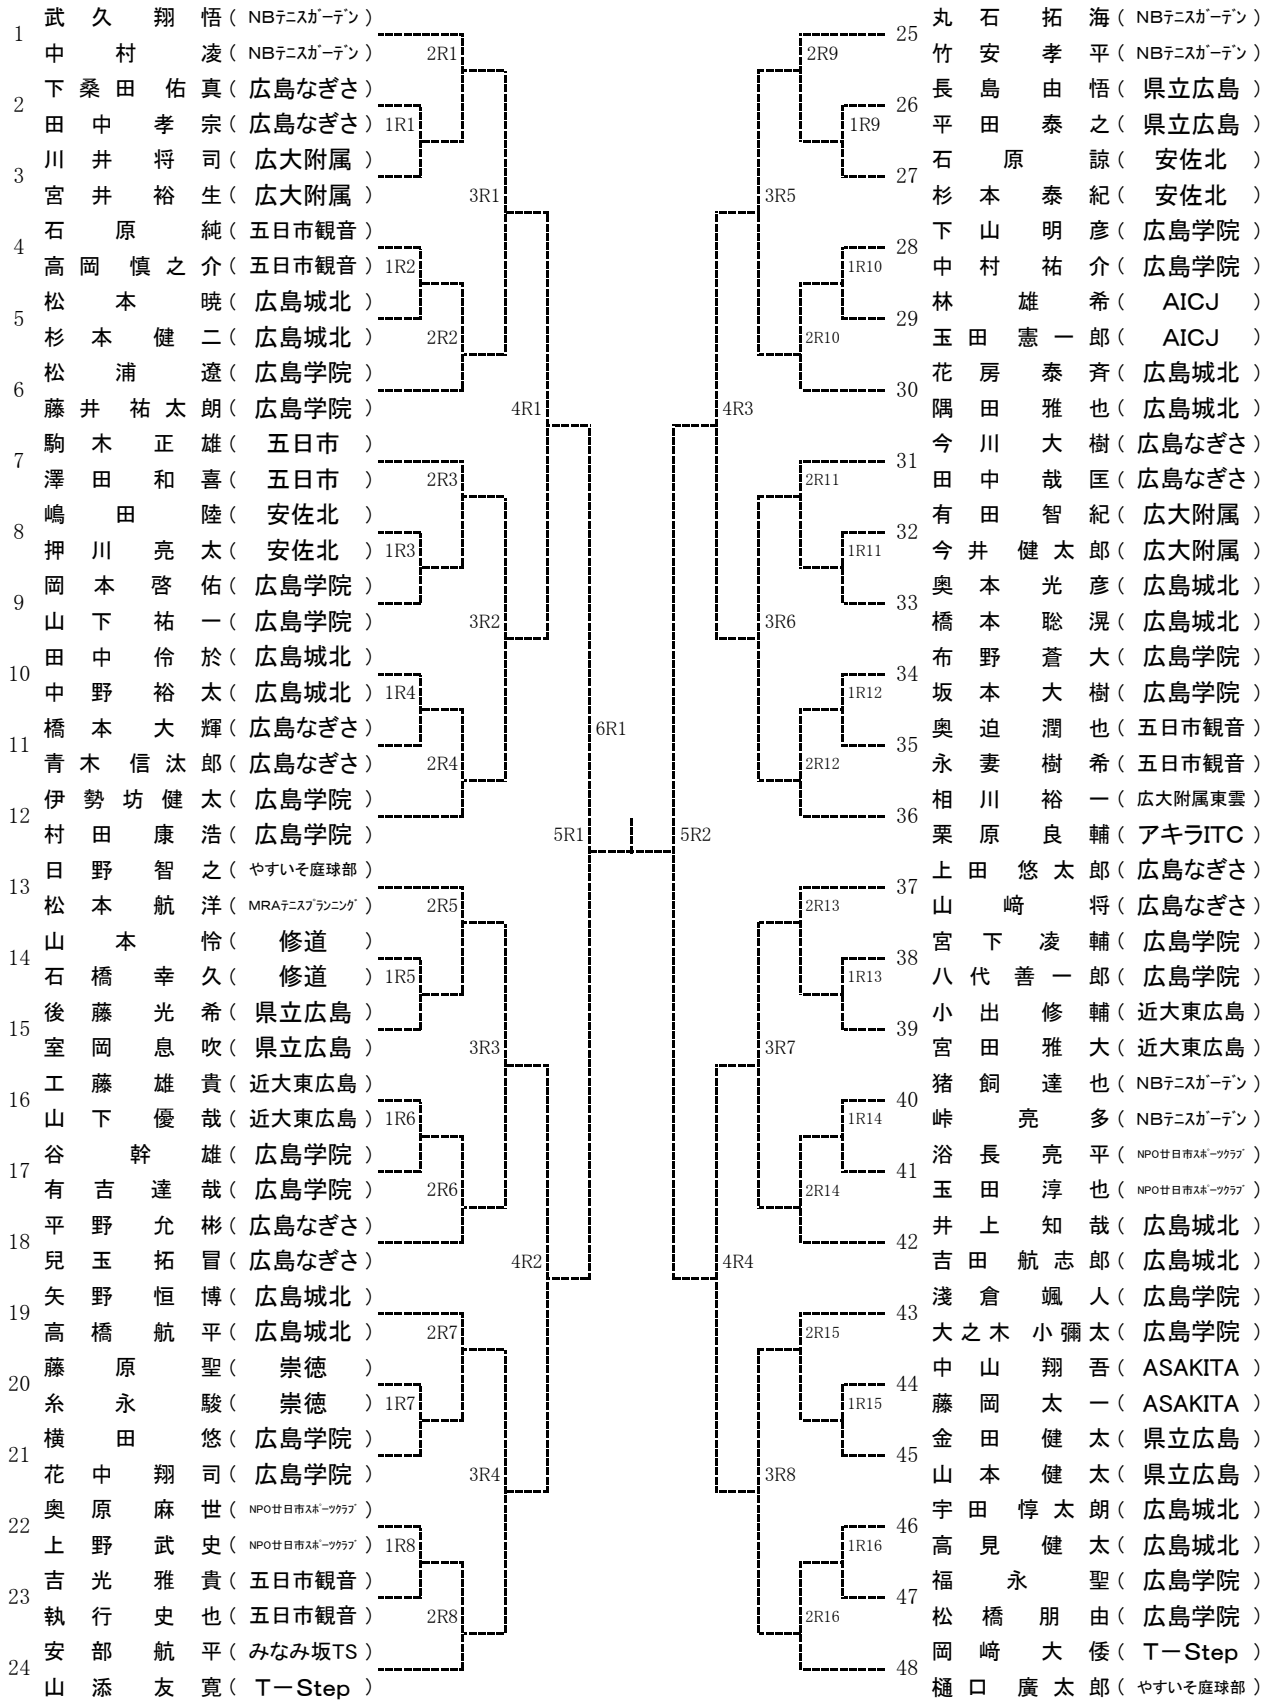 1
武久翔悟（NBテニスガーデン）
中村凌（NBテニスガーデン）
2
下桑田佑真（広島なぎさ）
田中孝宗（広島なぎさ）
3
川井将司（広大附属）
宮井裕生（広大附属）
4
石原純（五日市観音）
高岡慎之介（五日市観音）
5
松本暁（広島城北）
杉本健二（広島城北）
6
松浦遼（広島学院）
藤井祐太朗（広島学院）
7
駒木正雄（五日市）
澤田和喜（五日市）
8
嶋田陸（安佐北）
押川亮太（安佐北）
9
岡本啓佑（広島学院）
山下祐一（広島学院）
10
田中伶於（広島城北）
中野裕太（広島城北）
11
橋本大輝（広島なぎさ）
青木信汰郎（広島なぎさ）
12
伊勢坊健太（広島学院）
村田康浩（広島学院）
13
日野智之（やすいそ庭球部）
松本航洋（MRAテニスプランニング）
14
山本怜（修道）
石橋幸久（修道）
15
後藤光希（県立広島）
室岡息吹（県立広島）
16
工藤雄貴（近大東広島）
山下優哉（近大東広島）
17
谷幹雄（広島学院）
有吉達哉（広島学院）
18
平野允彬（広島なぎさ）
兒玉拓冒（広島なぎさ）
19
矢野恒博（広島城北）
高橋航平（広島城北）
20
藤原聖（崇徳）
糸永駿（崇徳）
21
横田悠（広島学院）
花中翔司（広島学院）
22
奥原麻世（NPO廿日市スポーツクラブ）
上野武史（NPO廿日市スポーツクラブ）
23
吉光雅貴（五日市観音）
執行史也（五日市観音）
24
安部航平（みなみ坂TS）
山添友寛（T－Step）
1R1
1R2
1R3
1R4
1R5
1R6
1R7
1R8
2R1
2R2
2R3
2R4
2R5
2R6
2R7
2R8
3R1
3R2
3R3
3R4
4R1
4R2
5R1
6R1
5R2
4R3
4R4
3R5
3R6
3R7
3R8
2R9
2R10
2R11
2R12
2R13
2R14
2R15
2R16
1R9
1R10
1R11
1R12
1R13
1R14
1R15
1R16
25
丸石拓海（NBテニスガーデン）
竹安孝平（NBテニスガーデン）
26
長島由悟（県立広島）
平田泰之（県立広島）
27
石原諒（安佐北）
杉本泰紀（安佐北）
28
下山明彦（広島学院）
中村祐介（広島学院）
29
林雄希（AICJ）
玉田憲一郎（AICJ）
30
花房泰斉（広島城北）
隅田雅也（広島城北）
31
今川大樹（広島なぎさ）
田中哉匡（広島なぎさ）
32
有田智紀（広大附属）
今井健太郎（広大附属）
33
奥本光彦（広島城北）
橋本聡滉（広島城北）
34
布野蒼大（広島学院）
坂本大樹（広島学院）
35
奥迫潤也（五日市観音）
永妻樹希（五日市観音）
36
相川裕一（広大附属東雲）
栗原良輔（アキラITC）
37
上田悠太郎（広島なぎさ）
山﨑将（広島なぎさ）
38
宮下凌輔（広島学院）
八代善一郎（広島学院）
39
小出修輔（近大東広島）
宮田雅大（近大東広島）
40
猪飼達也（NBテニスガーデン）
峠亮多（NBテニスガーデン）
41
浴長亮平（NPO廿日市スポーツクラブ）
玉田淳也（NPO廿日市スポーツクラブ）
42
井上知哉（広島城北）
吉田航志郎（広島城北）
43
淺倉颯人（広島学院）
大之木小彌太（広島学院）
44
中山翔吾（ASAKITA）
藤岡太一（ASAKITA）
45
金田健太（県立広島）
山本健太（県立広島）
46
宇田惇太朗（広島城北）
高見健太（広島城北）
47
福永聖（広島学院）
松橋朋由（広島学院）
48
岡﨑大倭（T－Step）
樋口廣太郎（やすいそ庭球部）